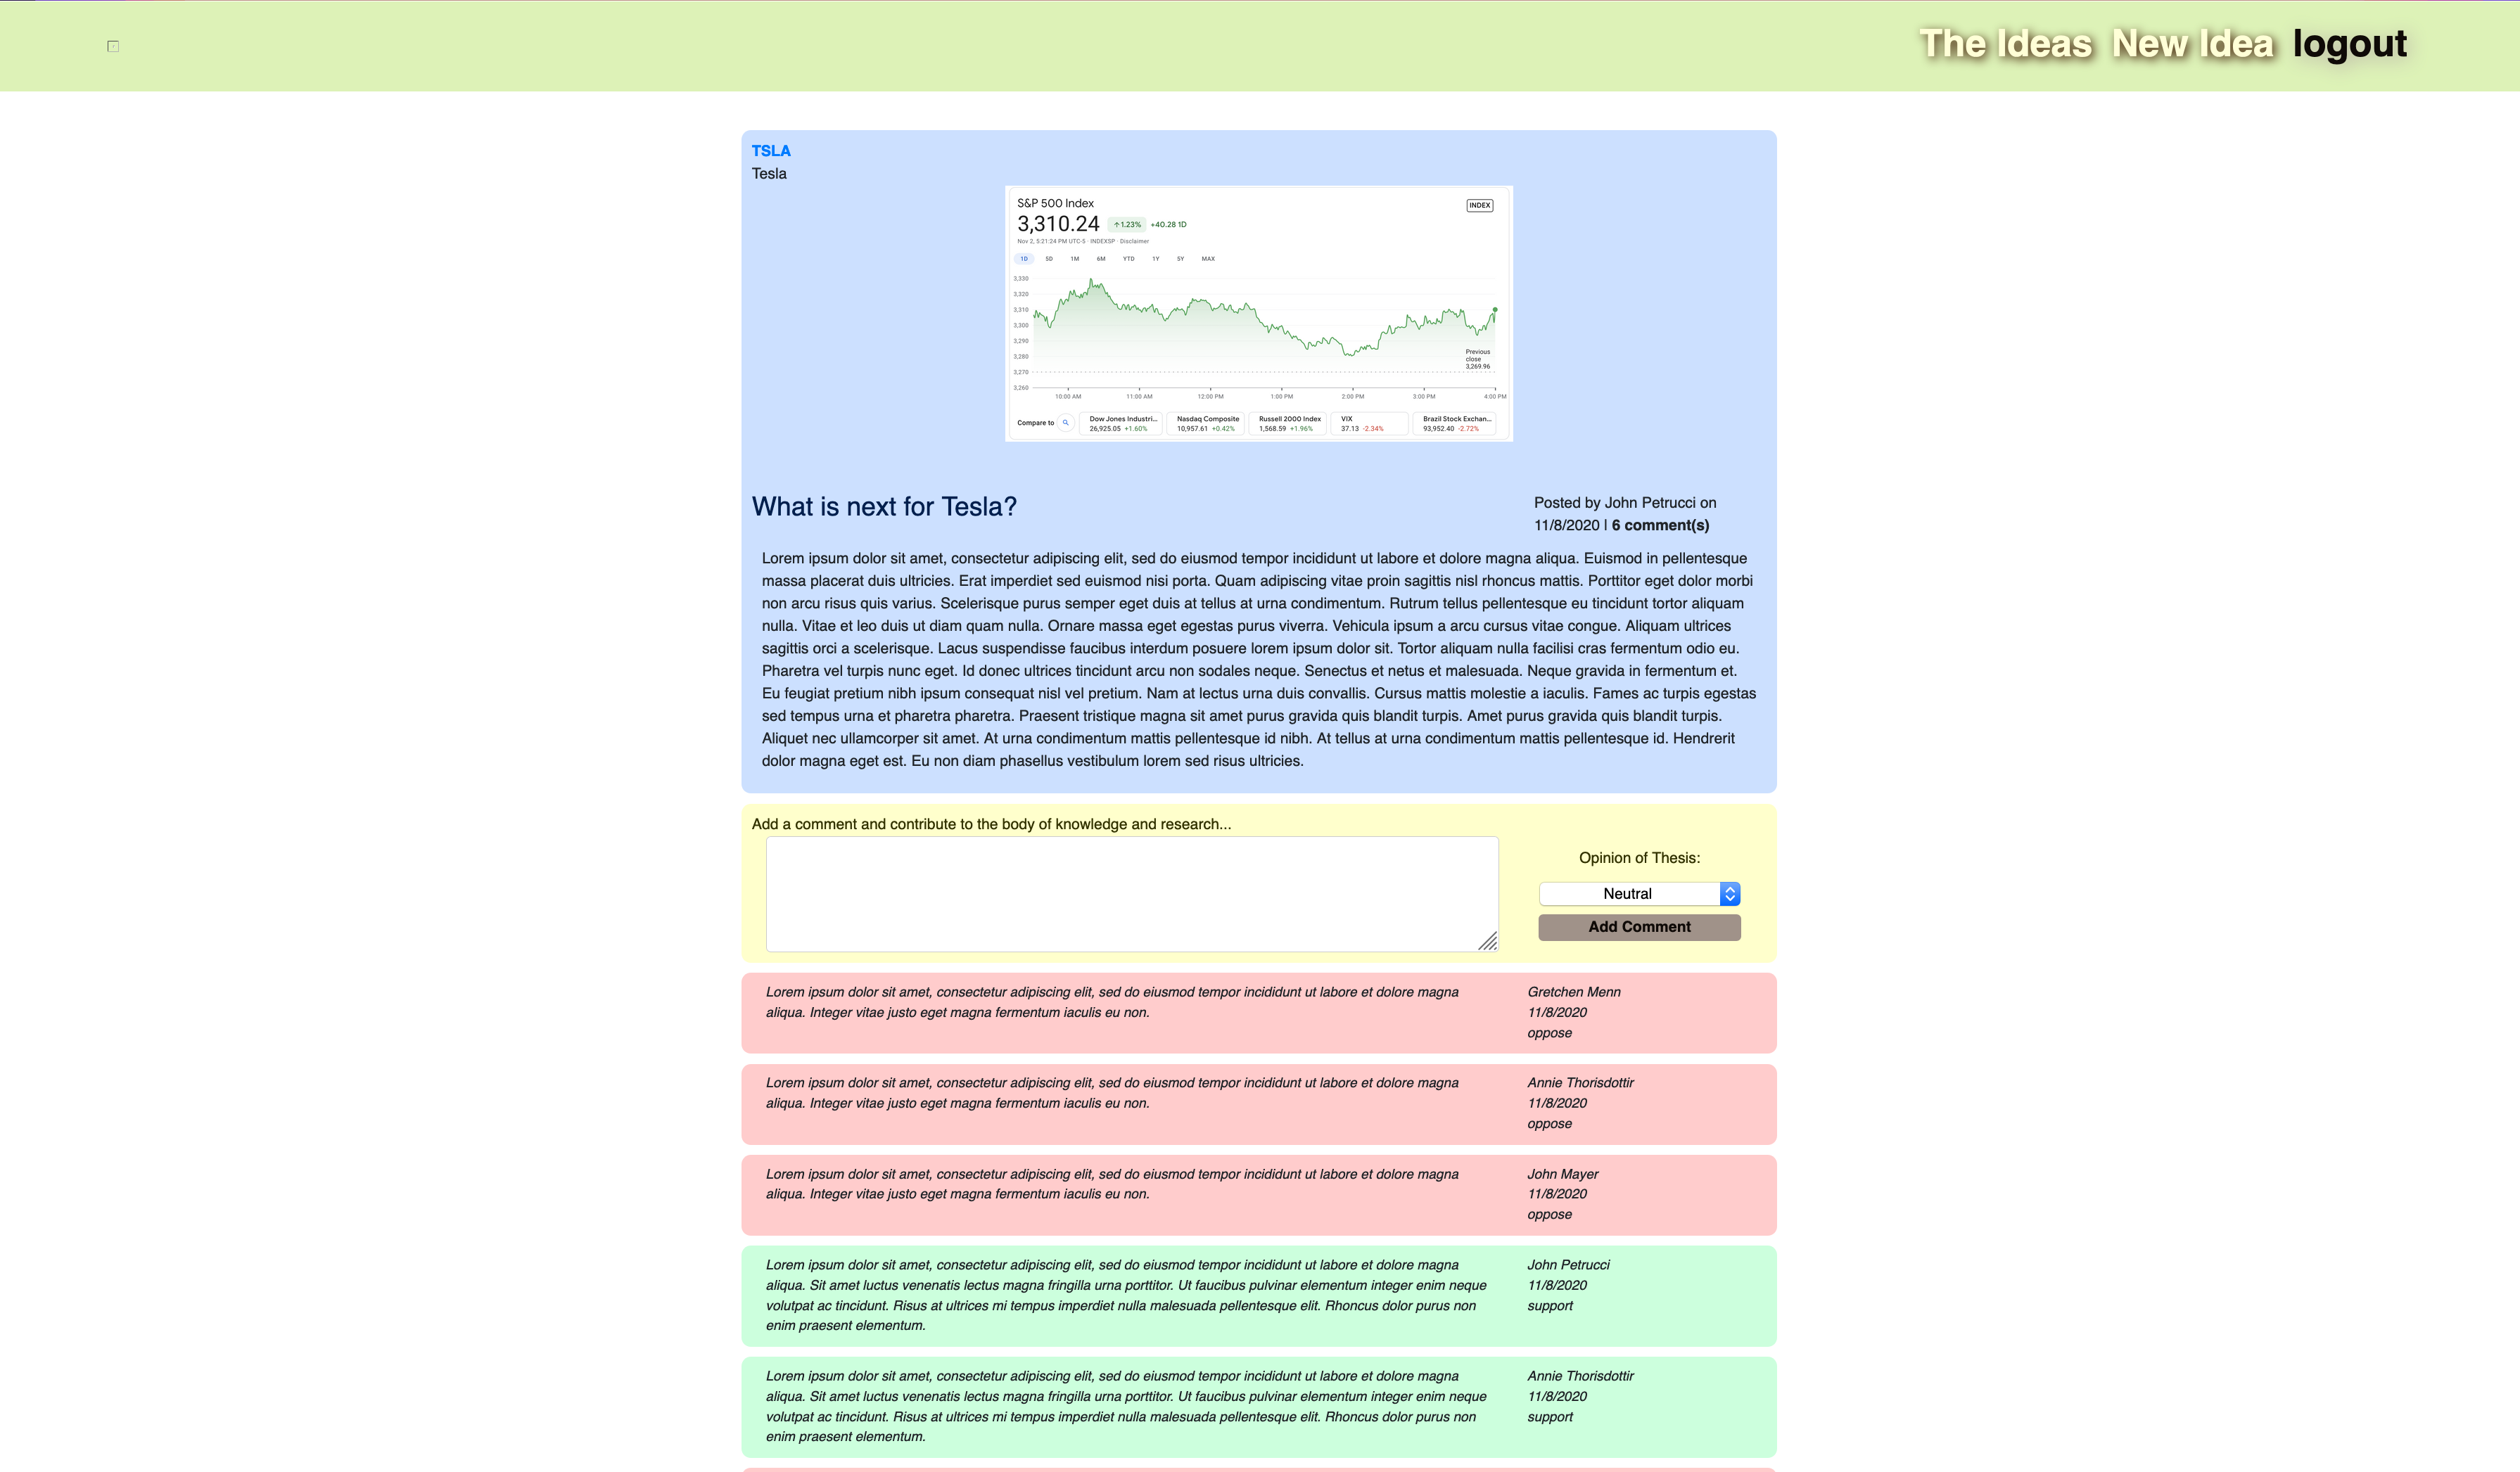 The Ideas New Idea logout
TSLA
Tesla
S&P 500 Index
INDEX
3,310.24 ↑1.23% +40.28 1D
Nov 2, 5:21:24 PM UTC-5 · INDEXSP · Disclaimer
1D 5D 1M 6M YTD 1Y 5Y MAX
3,330
3,320
3,310
3,300
3,290
3,280
3,270
3,260
Previous
close
3,269.96
10:00 AM 11:00 AM 12:00 PM 1:00 PM 2:00 PM 3:00 PM 4:00 PM
Compare to
Dow Jones Industri...
26,925.05 +1.60%
Nasdaq Composite
10,957.61 +0.42%
Russell 2000 Index
1,568.59 +1.96%
VIX
37.13 -2.34%
Brazil Stock Exchan...
93,952.40 -2.72%
What is next for Tesla?
Posted by John Petrucci on
11/8/2020 | 6 comment(s)
Lorem ipsum dolor sit amet, consectetur adipiscing elit, sed do eiusmod tempor incididunt ut labore et dolore magna aliqua. Euismod in pellentesque
massa placerat duis ultricies. Erat imperdiet sed euismod nisi porta. Quam adipiscing vitae proin sagittis nisl rhoncus mattis. Porttitor eget dolor morbi
non arcu risus quis varius. Scelerisque purus semper eget duis at tellus at urna condimentum. Rutrum tellus pellentesque eu tincidunt tortor aliquam
nulla. Vitae et leo duis ut diam quam nulla. Ornare massa eget egestas purus viverra. Vehicula ipsum a arcu cursus vitae congue. Aliquam ultrices
sagittis orci a scelerisque. Lacus suspendisse faucibus interdum posuere lorem ipsum dolor sit. Tortor aliquam nulla facilisi cras fermentum odio eu.
Pharetra vel turpis nunc eget. Id donec ultrices tincidunt arcu non sodales neque. Senectus et netus et malesuada. Neque gravida in fermentum et.
Eu feugiat pretium nibh ipsum consequat nisl vel pretium. Nam at lectus urna duis convallis. Cursus mattis molestie a iaculis. Fames ac turpis egestas
sed tempus urna et pharetra pharetra. Praesent tristique magna sit amet purus gravida quis blandit turpis. Amet purus gravida quis blandit turpis.
Aliquet nec ullamcorper sit amet. At urna condimentum mattis pellentesque id nibh. At tellus at urna condimentum mattis pellentesque id. Hendrerit
dolor magna eget est. Eu non diam phasellus vestibulum lorem sed risus ultricies.
Add a comment and contribute to the body of knowledge and research...
Opinion of Thesis:
Neutral
Add Comment
Lorem ipsum dolor sit amet, consectetur adipiscing elit, sed do eiusmod tempor incididunt ut labore et dolore magna
aliqua. Integer vitae justo eget magna fermentum iaculis eu non.
Gretchen Menn
11/8/2020
oppose
Lorem ipsum dolor sit amet, consectetur adipiscing elit, sed do eiusmod tempor incididunt ut labore et dolore magna
aliqua. Integer vitae justo eget magna fermentum iaculis eu non.
Annie Thorisdottir
11/8/2020
oppose
Lorem ipsum dolor sit amet, consectetur adipiscing elit, sed do eiusmod tempor incididunt ut labore et dolore magna
aliqua. Integer vitae justo eget magna fermentum iaculis eu non.
John Mayer
11/8/2020
oppose
Lorem ipsum dolor sit amet, consectetur adipiscing elit, sed do eiusmod tempor incididunt ut labore et dolore magna
aliqua. Sit amet luctus venenatis lectus magna fringilla urna porttitor. Ut faucibus pulvinar elementum integer enim neque
volutpat ac tincidunt. Risus at ultrices mi tempus imperdiet nulla malesuada pellentesque elit. Rhoncus dolor purus non
enim praesent elementum.
John Petrucci
11/8/2020
support
Lorem ipsum dolor sit amet, consectetur adipiscing elit, sed do eiusmod tempor incididunt ut labore et dolore magna
aliqua. Sit amet luctus venenatis lectus magna fringilla urna porttitor. Ut faucibus pulvinar elementum integer enim neque
volutpat ac tincidunt. Risus at ultrices mi tempus imperdiet nulla malesuada pellentesque elit. Rhoncus dolor purus non
enim praesent elementum.
Annie Thorisdottir
11/8/2020
support